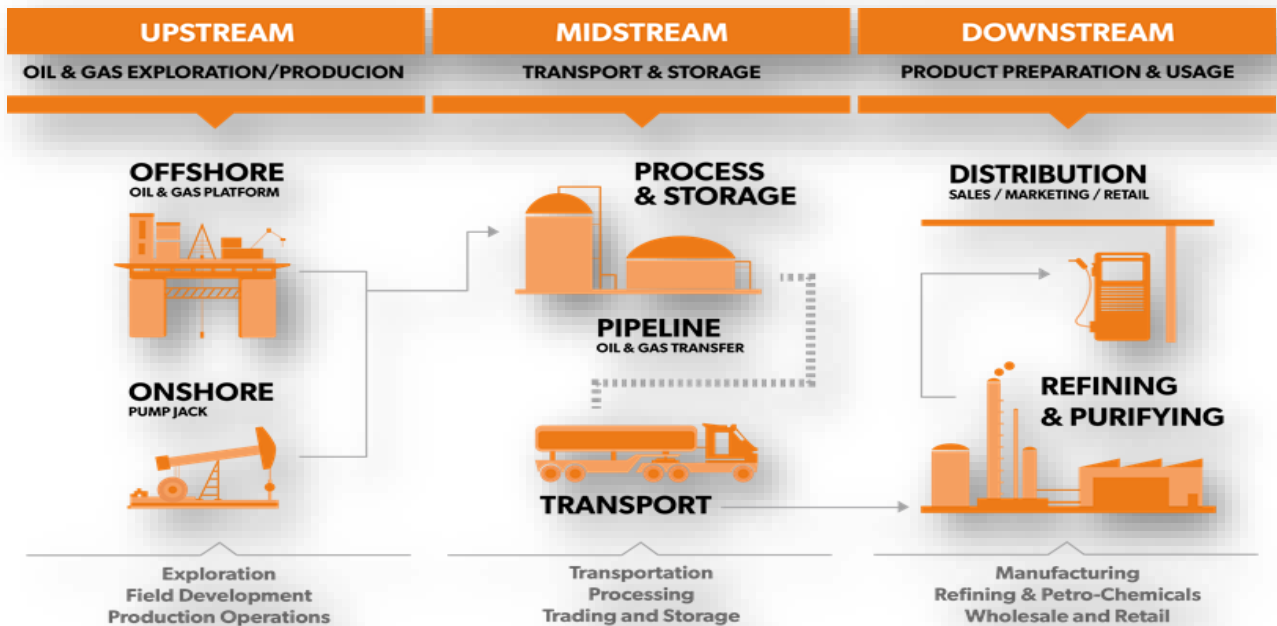 UPSTREAM
OIL & GAS EXPLORATION/PRODUCION
OFFSHORE
OIL & GAS PLATFORM
ONSHORE
PUMP JACK
Exploration
Field Development
Production Operations
MIDSTREAM
TRANSPORT & STORAGE
PROCESS
& STORAGE
PIPELINE
OIL & GAS TRANSFER
TRANSPORT
Transportation
Processing
Trading and Storage
DOWNSTREAM
PRODUCT PREPARATION & USAGE
DISTRIBUTION
SALES / MARKETING / RETAIL
REFINING
& PURIFYING
Manufacturing
Refining & Petro-Chemicals
Wholesale and Retail